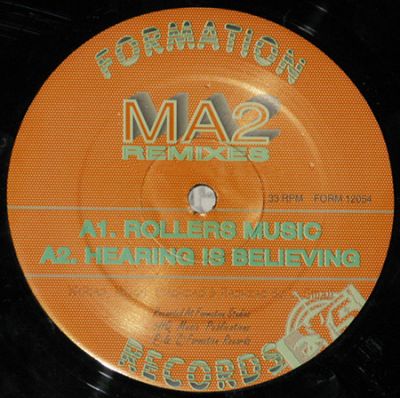 FORMATION
MA2
REMIXES
33 RPM FORM 12054
A1. ROLLERS MUSIC
A2. HEARING IS BELIEVING
Recorded At Formation Studios
Music Publications
Formation Records
RECORDS